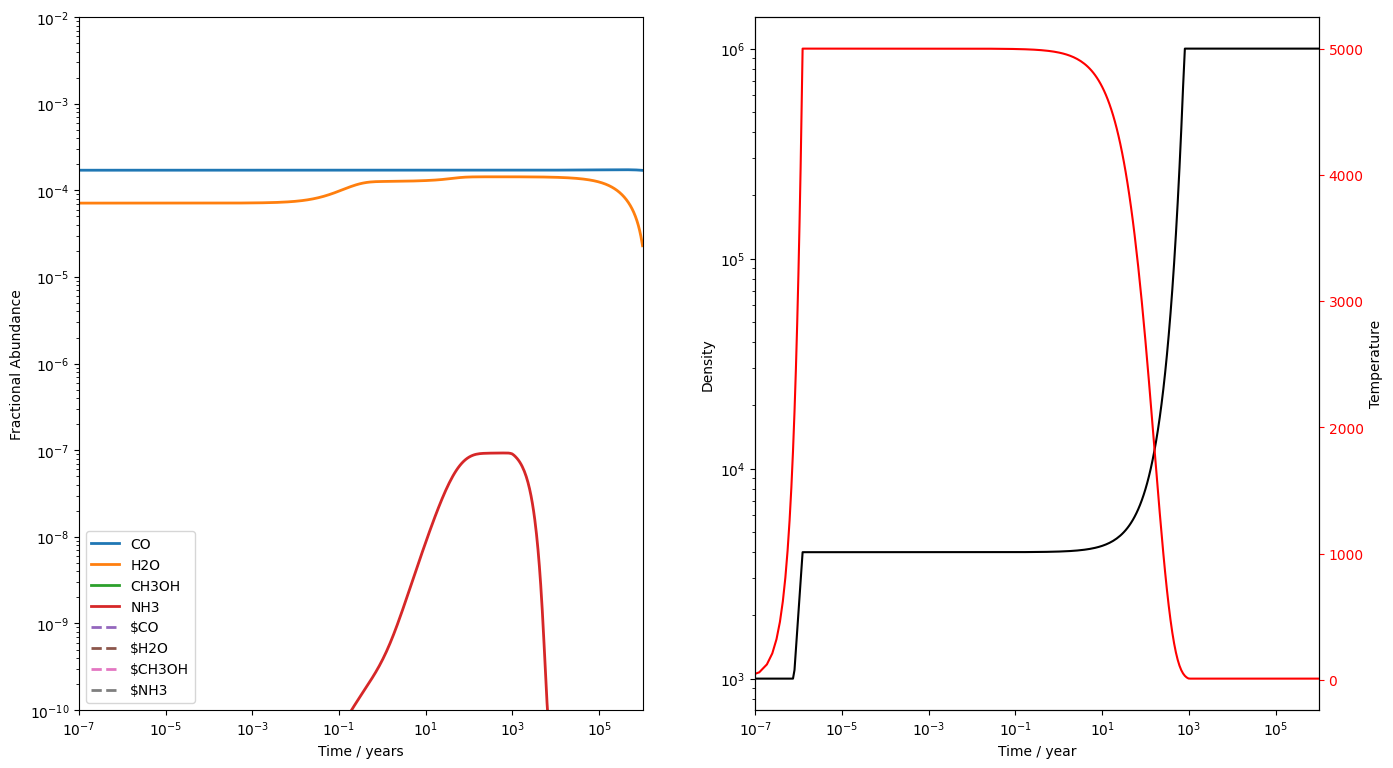 10^-2
10^-3
10^-4
10^-5
10^-6
10^-7
10^-8
10^-9
10^-10
Fractional Abundance
CO
H2O
CH3OH
NH3
$CO
$H2O
$CH3OH
$NH3
10^-7
10^-5
10^-3
10^-1
10^1
10^3
10^5
Time / years
10^6
10^5
10^4
10^3
Density
5000
4000
3000
2000
1000
0
Temperature
10^-7
10^-5
10^-3
10^-1
10^1
10^3
10^5
Time / year